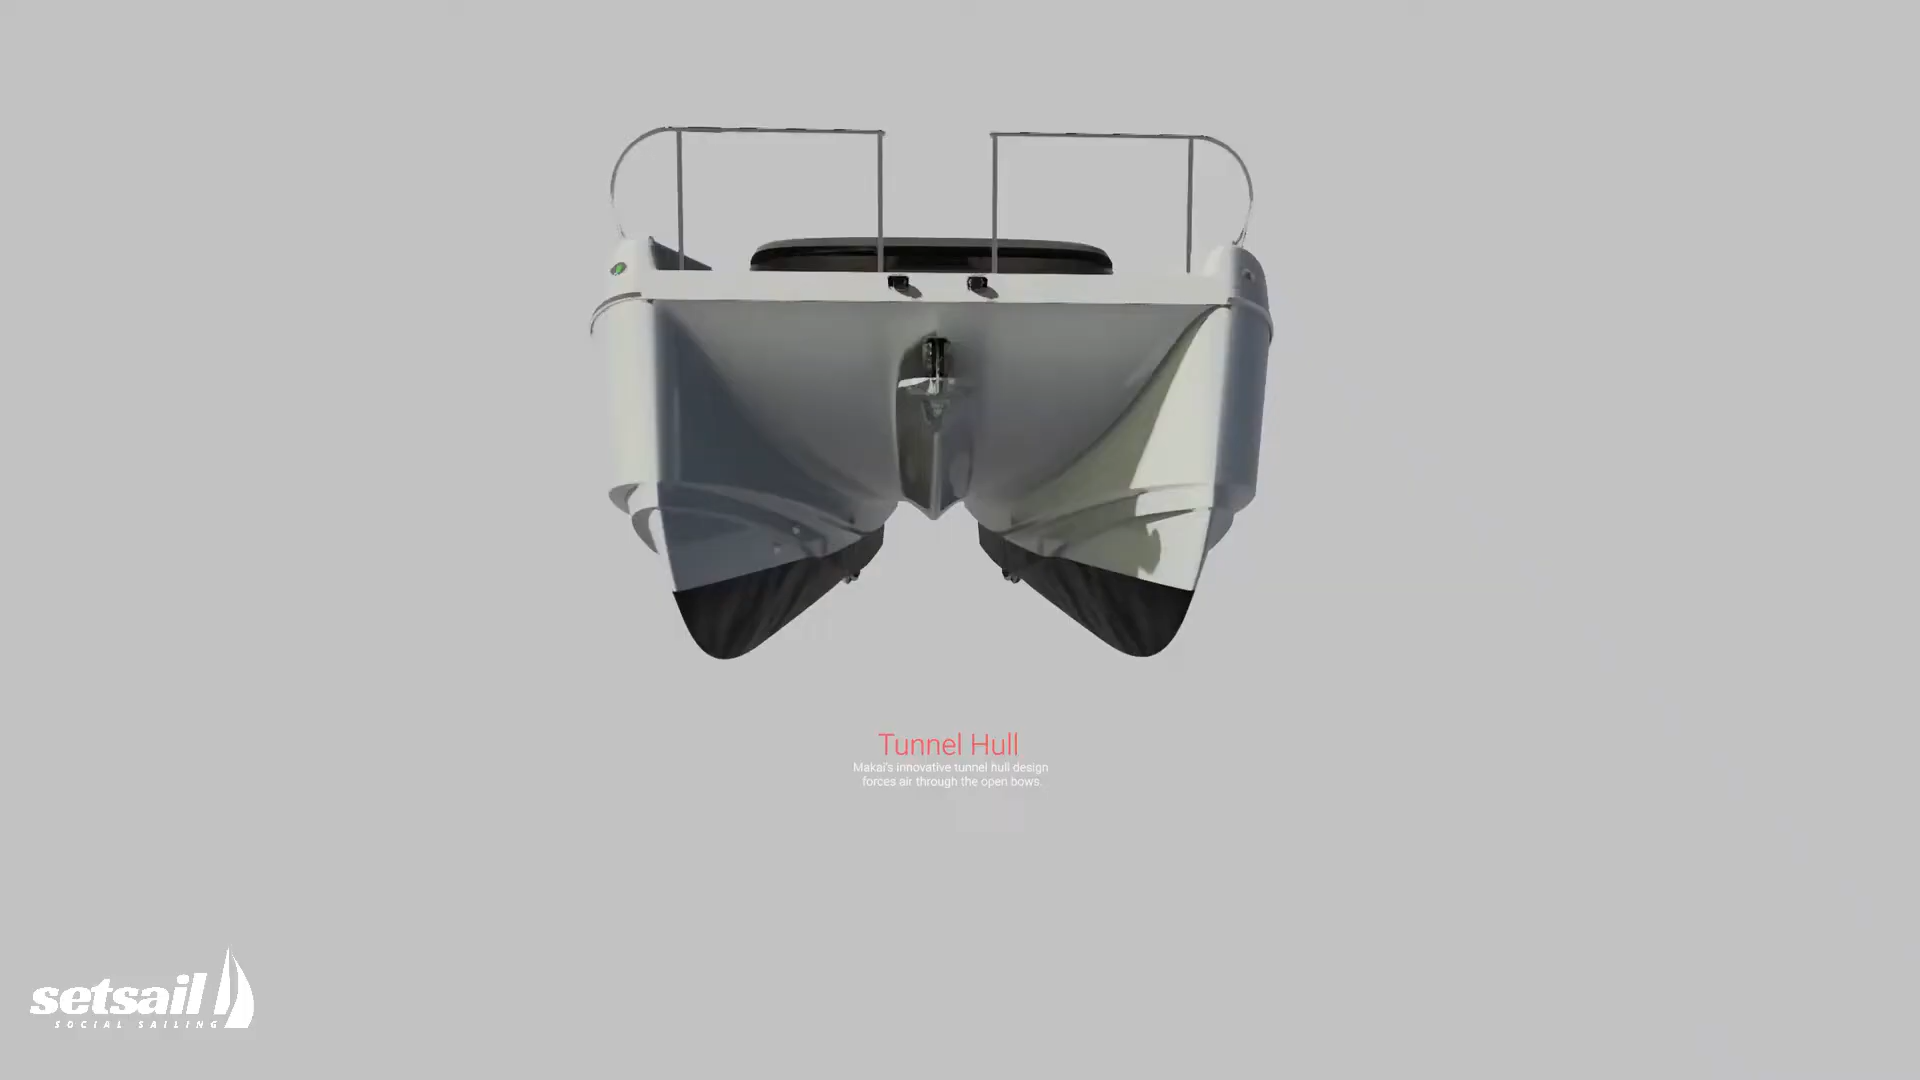 Tunnel Hull
Makai's innovative tunnel hull design
forces air through the open bows.
setsail
SOCIAL SAILING